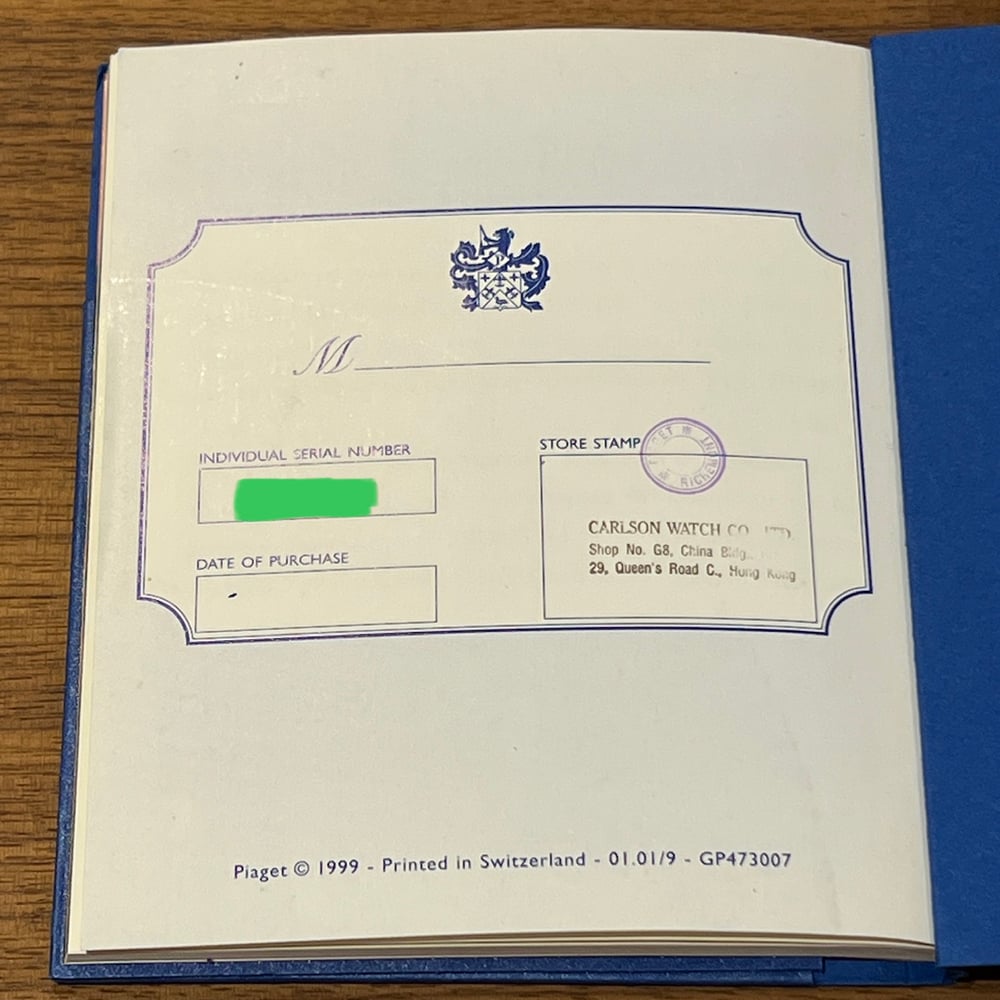 M
INDIVIDUAL SERIAL NUMBER
STORE STAMP
CARLSON WATCH CO. LTD.
Shop No. G8, China Bldg.,
29, Queen's Road C., Hong Kong
DATE OF PURCHASE
Piaget © 1999 - Printed in Switzerland - 01.01/9 - GP473007